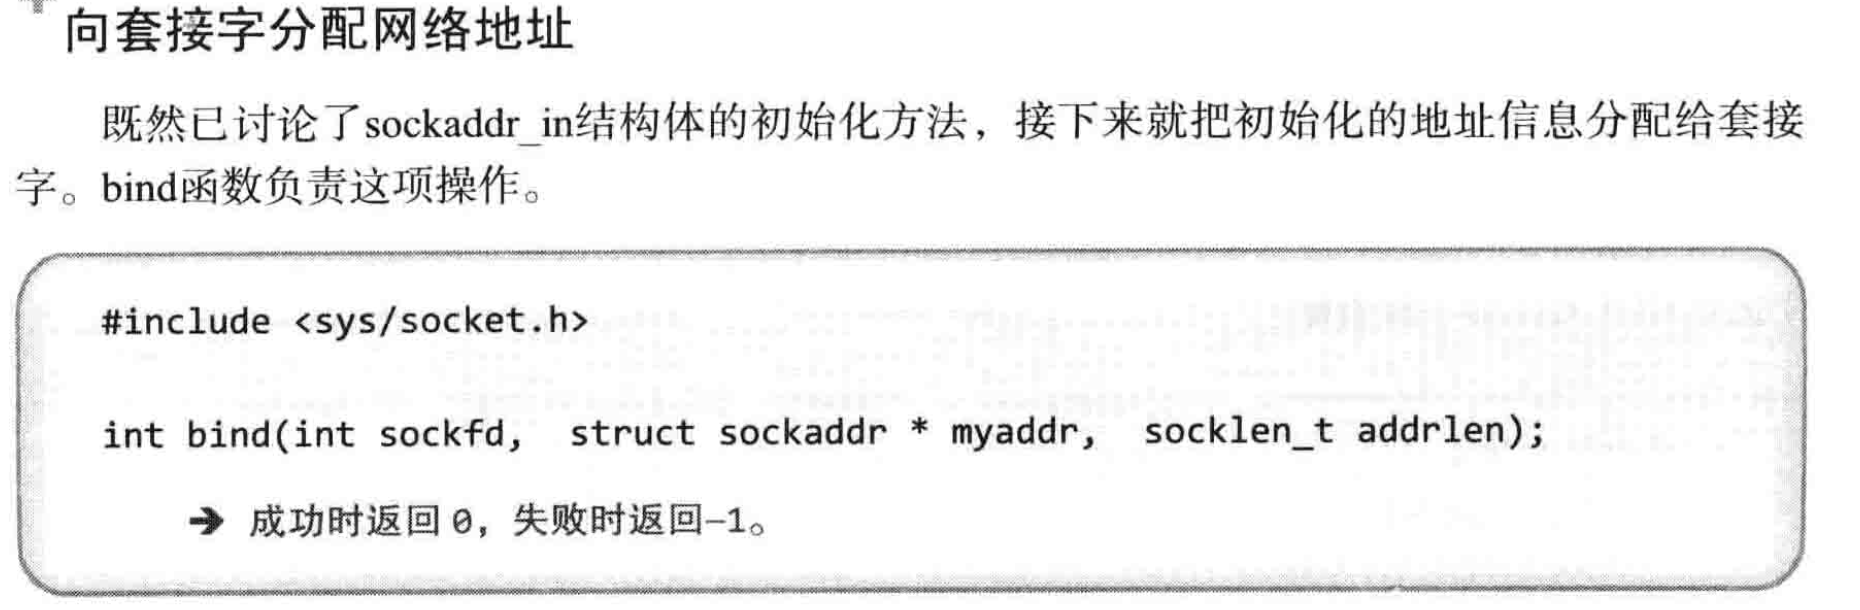 向套接字分配网络地址
既然已讨论了sockaddr_in结构体的初始化方法，接下来就把初始化的地址信息分配给套接
字。bind函数负责这项操作。
#include <sys/socket.h>
int bind(int sockfd, struct sockaddr * myaddr, socklen_t addrlen);
➔ 成功时返回 0，失败时返回–1。